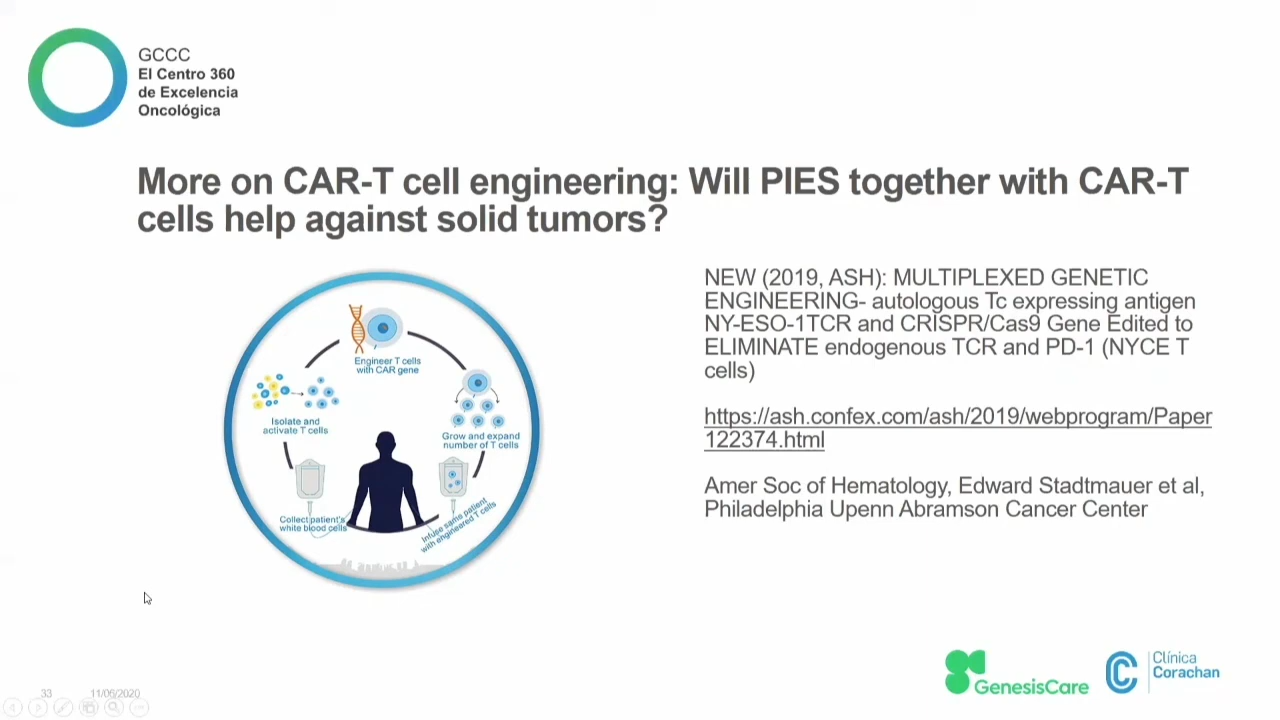 GCCC
El Centro 360
de Excelencia
Oncológica
More on CAR-T cell engineering: Will PIES together with CAR-T
cells help against solid tumors?
Engineer T cells
with CAR gene
Isolate and
activate T cells
Grow and expand
number of T cells
Collect patient's
white blood cells
Infuse same patient
with engineered T cells
NEW (2019, ASH): MULTIPLEXED GENETIC
ENGINEERING- autologous Tc expressing antigen
NY-ESO-1TCR and CRISPR/Cas9 Gene Edited to
ELIMINATE endogenous TCR and PD-1 (NYCE T
cells)
https://ash.confex.com/ash/2019/webprogram/Paper
122374.html
Amer Soc of Hematology, Edward Stadtmauer et al,
Philadelphia Upenn Abramson Cancer Center
33
11/06/2020
GenesisCare
Clínica
Corachan